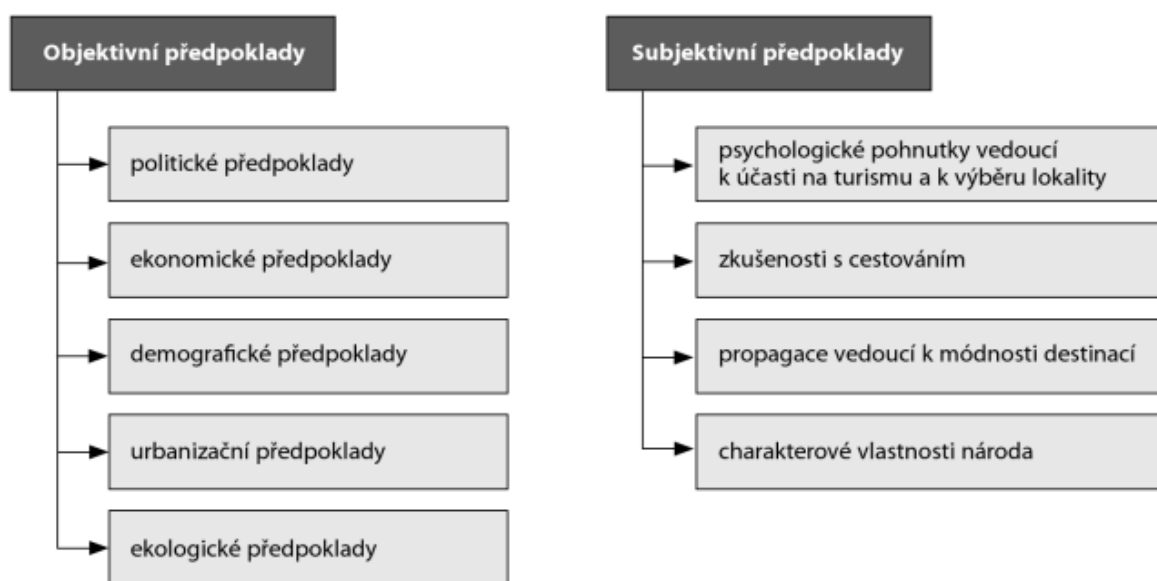 Objektivní předpoklady
politické předpoklady
ekonomické předpoklady
demografické předpoklady
urbanizační předpoklady
ekologické předpoklady
Subjektivní předpoklady
psychologické pohnutky vedoucí
k účasti na turismu a k výběru lokality
zkušenosti s cestováním
propagace vedoucí k módnosti destinací
charakterové vlastnosti národa